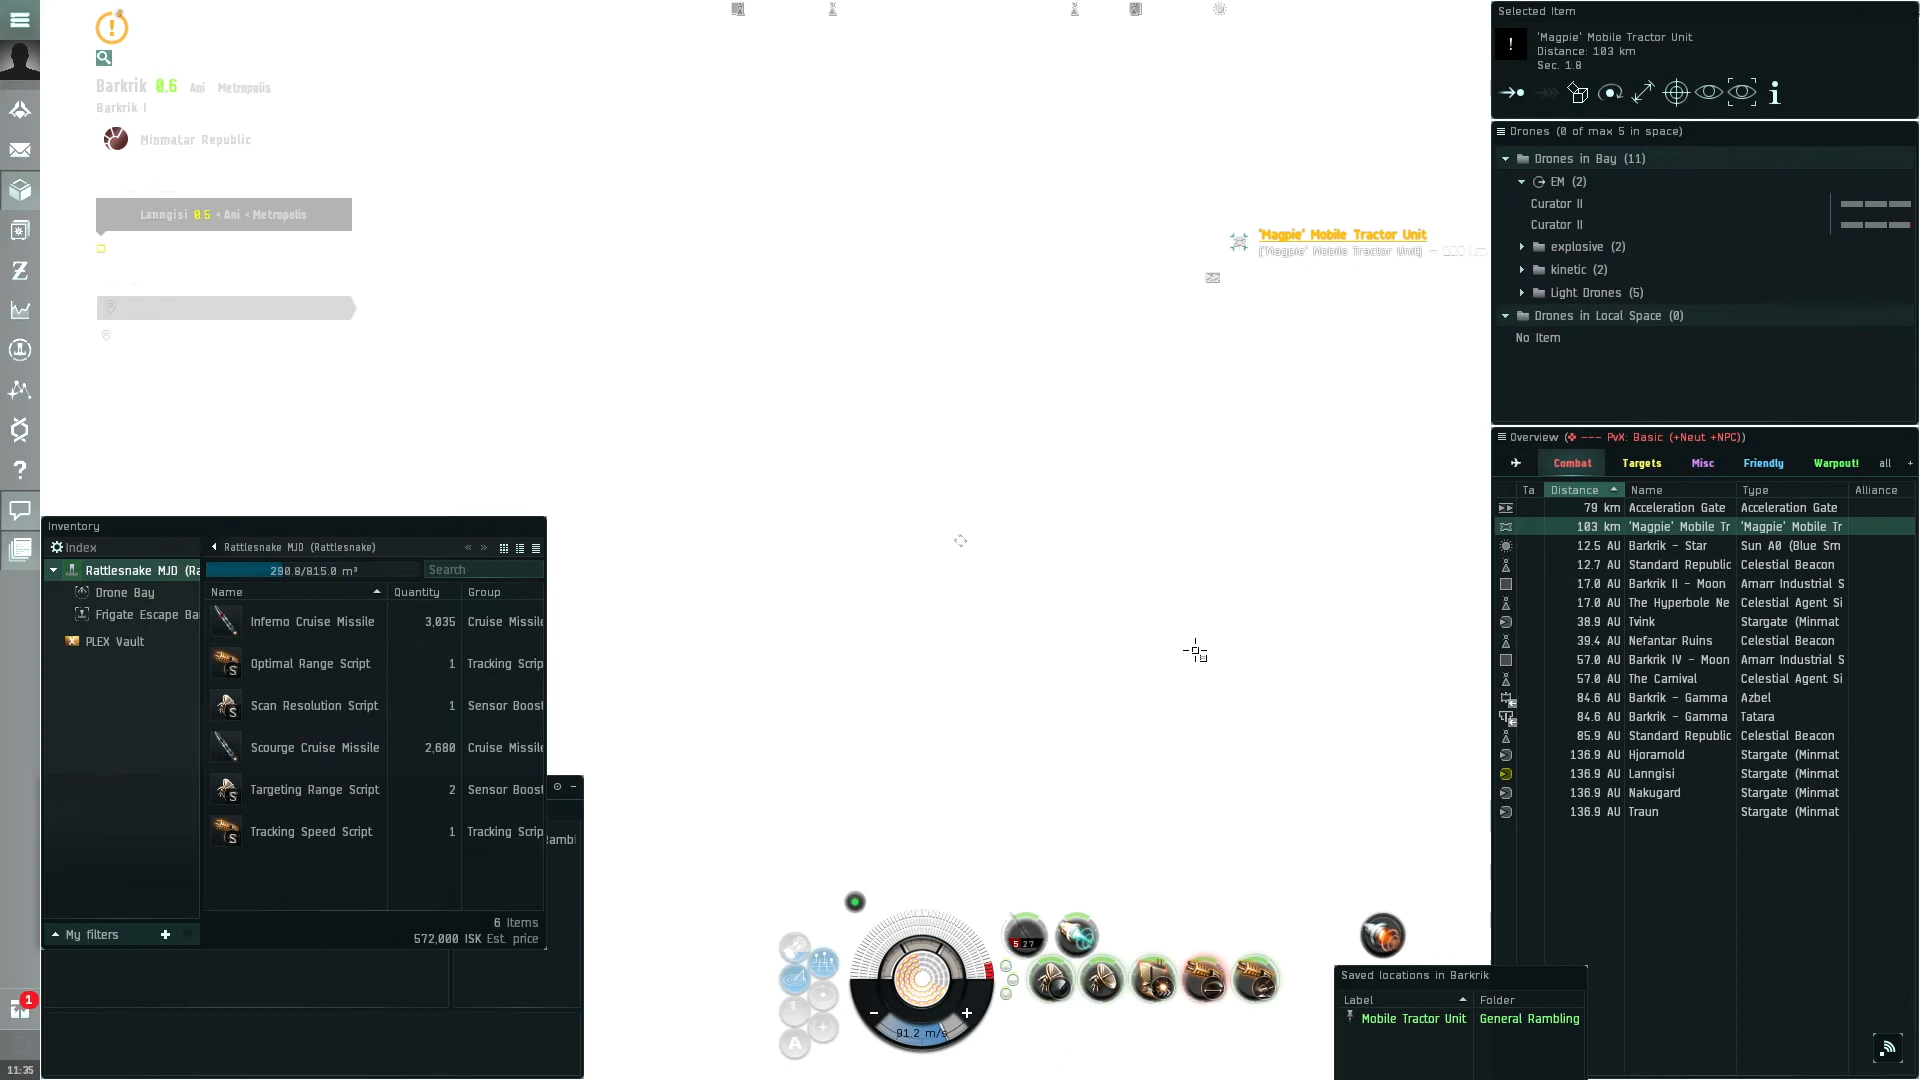 Barkrik 0.6 Ani Metropolis
Barkrik I
Minmatar Republic
Lanngisi 0.5 < Ani < Metropolis
'Magpie' Mobile Tractor Unit
['Magpie' Mobile Tractor Unit]
Selected Item
'Magpie' Mobile Tractor Unit
Distance: 103 km
Sec. 1.8
Drones (0 of max 5 in space)
Drones in Bay (11)
EM (2)
Curator II
Curator II
explosive (2)
kinetic (2)
Light Drones (5)
Drones in Local Space (0)
No Item
Overview (--- PvX: Basic (+Neut +NPC))
Combat Targets Misc Friendly Warpout! all +
Ta Distance Name Type Alliance
79 km Acceleration Gate Acceleration Gate
103 km 'Magpie' Mobile Tr 'Magpie' Mobile Tr
12.5 AU Barkrik - Star Sun A0 (Blue Sm
12.7 AU Standard Republic Celestial Beacon
17.0 AU Barkrik II - Moon Amarr Industrial S
17.0 AU The Hyperbole Ne Celestial Agent Si
38.9 AU Tvink Stargate (Minmat
39.4 AU Nefantar Ruins Celestial Beacon
57.0 AU Barkrik IV - Moon Amarr Industrial S
57.0 AU The Carnival Celestial Agent Si
84.6 AU Barkrik - Gamma Azbel
84.6 AU Barkrik - Gamma Tatara
85.9 AU Standard Republic Celestial Beacon
136.9 AU Hjoramold Stargate (Minmat
136.9 AU Lanngisi Stargate (Minmat
136.9 AU Nakugard Stargate (Minmat
136.9 AU Traun Stargate (Minmat
Inventory
Index
Rattlesnake MJD (Ra
Drone Bay
Frigate Escape Ba
PLEX Vault
Rattlesnake MJD (Rattlesnake)
290.8/815.0 m³ Search
Name Quantity Group
Inferno Cruise Missile 3,035 Cruise Missile
Optimal Range Script 1 Tracking Scrip
Scan Resolution Script 1 Sensor Boost
Scourge Cruise Missile 2,680 Cruise Missile
Targeting Range Script 2 Sensor Boost
Tracking Speed Script 1 Tracking Scrip
My filters +
6 Items
572,000 ISK Est. price
Rambl
5 27
A
91.2 m/s
Saved locations in Barkrik
Label Folder
Mobile Tractor Unit General Rambling
1
11:35